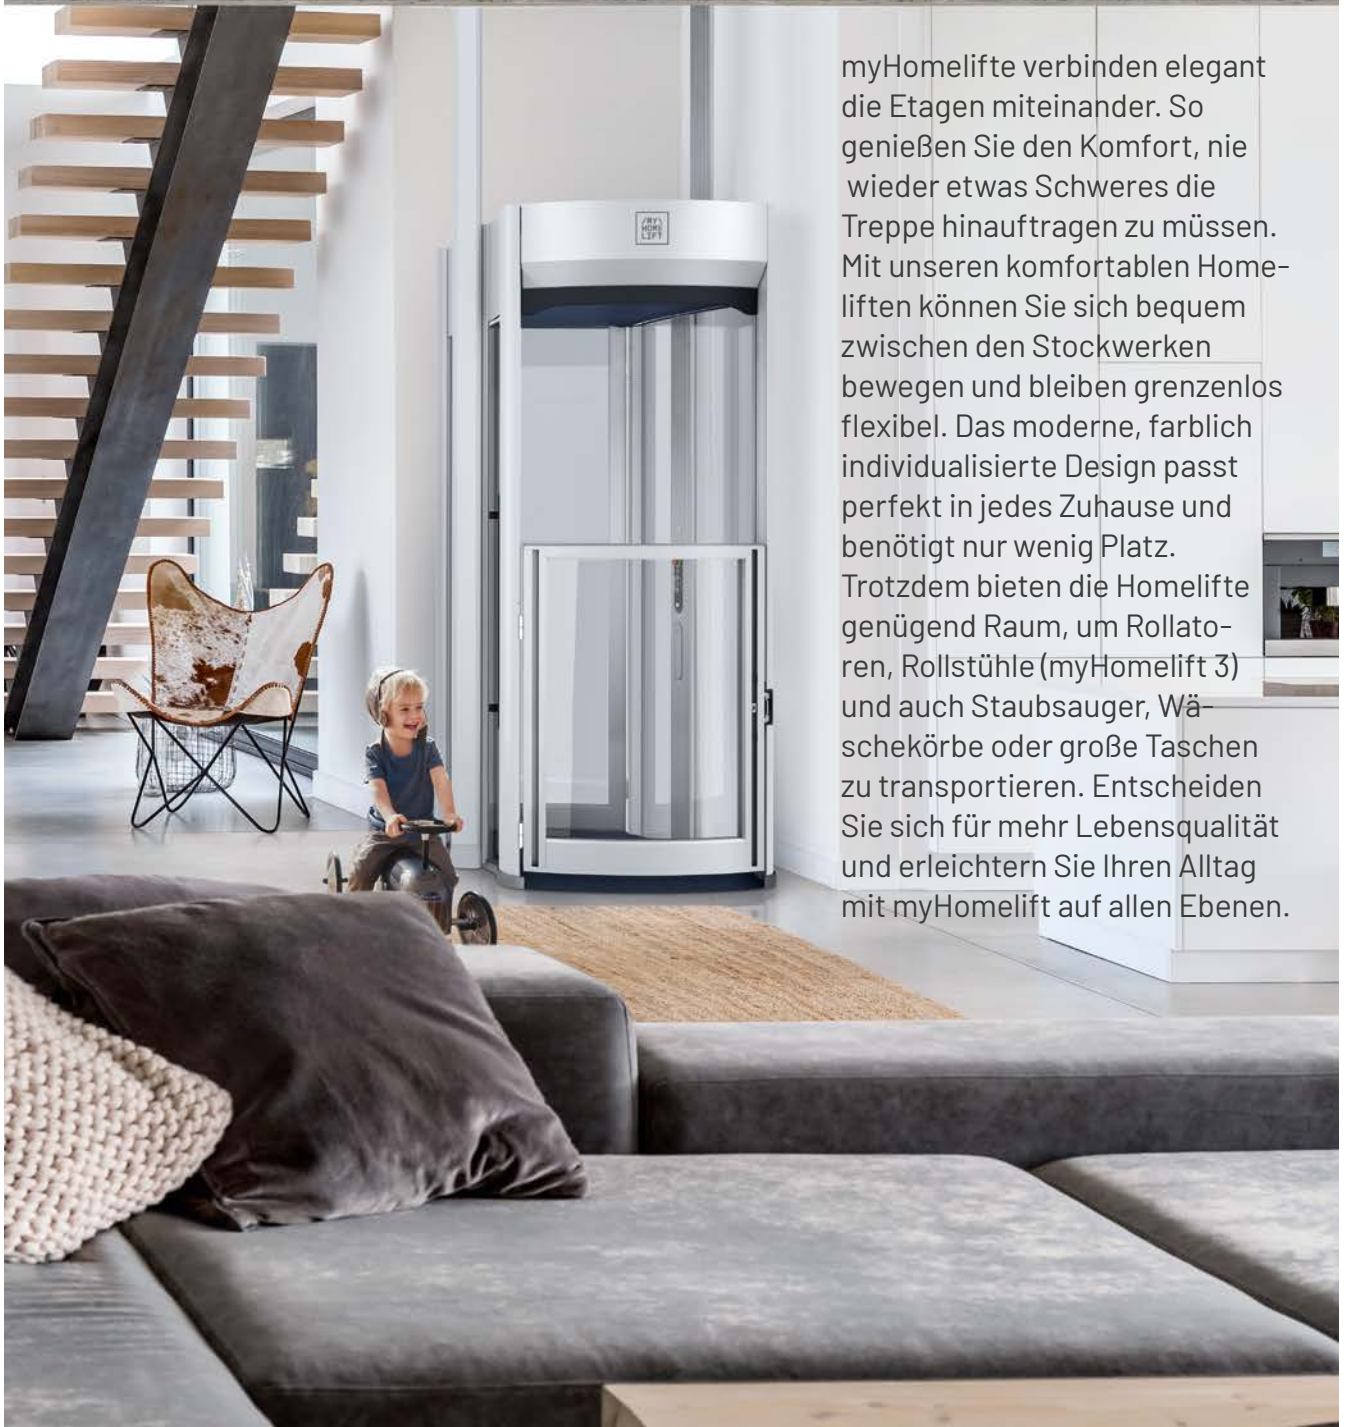 /MY\
HOME
LIFT
myHomelifte verbinden elegant
die Etagen miteinander. So
genießen Sie den Komfort, nie
wieder etwas Schweres die
Treppe hinauftragen zu müssen.
Mit unseren komfortablen Home-
liften können Sie sich bequem
zwischen den Stockwerken
bewegen und bleiben grenzenlos
flexibel. Das moderne, farblich
individualisierte Design passt
perfekt in jedes Zuhause und
benötigt nur wenig Platz.
Trotzdem bieten die Homelifte
genügend Raum, um Rollato-
ren, Rollstühle (myHomelift 3)
und auch Staubsauger, Wä-
schekörbe oder große Taschen
zu transportieren. Entscheiden
Sie sich für mehr Lebensqualität
und erleichtern Sie Ihren Alltag
mit myHomelift auf allen Ebenen.